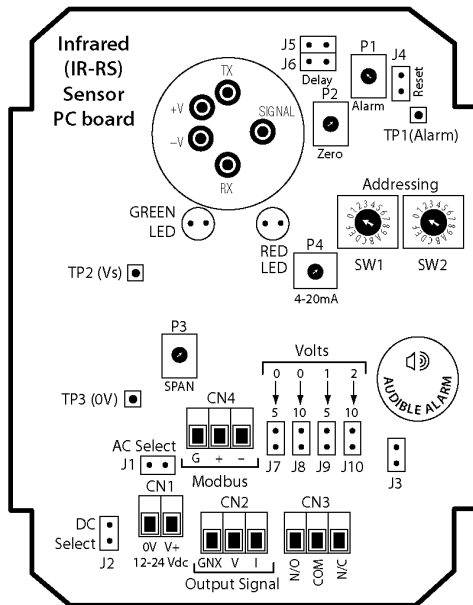 Infrared
(IR-RS)
Sensor
PC board
J5
J6
Delay
P1
Alarm
J4
Reset
P2
Zero
TP1(Alarm)
TX
+V
SIGNAL
–V
RX
GREEN
LED
RED
LED
Addressing
0123456789ABCDEF
0123456789ABCDEF
SW1
SW2
P4
4-20mA
TP2 (Vs)
P3
SPAN
TP3 (0V)
Volts
0 0 1 2
5 10 5 10
J7 J8 J9 J10
AUDIBLE ALARM
J3
CN4
G + –
Modbus
AC Select
J1
CN1
0V V+
12-24 Vdc
DC
Select
J2
CN2
GNX V I
Output Signal
CN3
N/O COM N/C